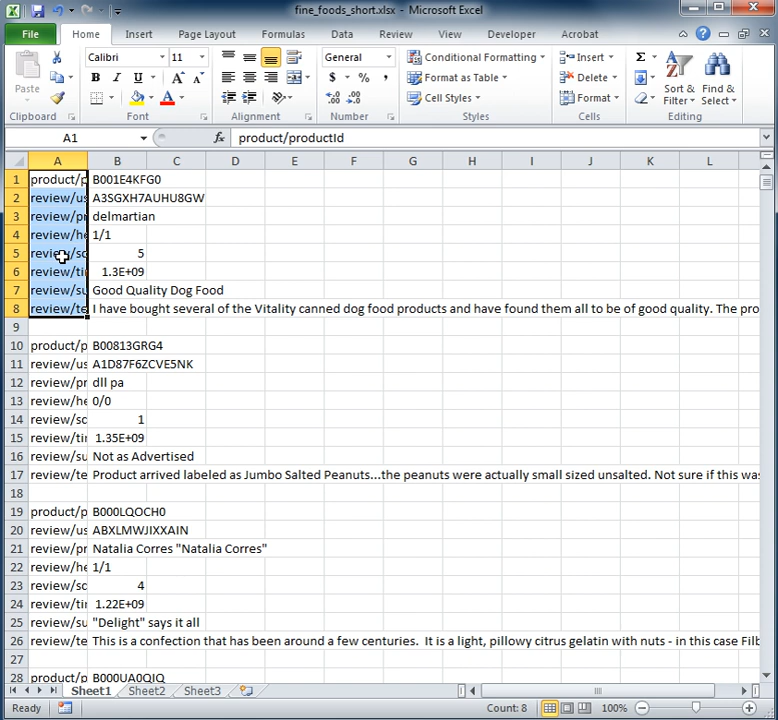 fine_foods_short.xlsx - Microsoft Excel
File Home Insert Page Layout Formulas Data Review View Developer Acrobat
Calibri 11 General Conditional Formatting Insert Σ
Paste B I U A A $ % , Format as Table Delete Sort & Find &
A Cell Styles Format Filter Select
Clipboard Font Alignment Number Styles Cells Editing
A1 fx product/productId
A B C D E F G H I J K L
1 product/p B001E4KFG0
2 review/us A3SGXH7AUHU8GW
3 review/pr delmartian
4 review/he 1/1
5 review/sc 5
6 review/tir 1.3E+09
7 review/su Good Quality Dog Food
8 review/te I have bought several of the Vitality canned dog food products and have found them all to be of good quality. The pro
9
10 product/p B00813GRG4
11 review/us A1D87F6ZCVE5NK
12 review/pr dll pa
13 review/he 0/0
14 review/sc 1
15 review/tir 1.35E+09
16 review/su Not as Advertised
17 review/te Product arrived labeled as Jumbo Salted Peanuts...the peanuts were actually small sized unsalted. Not sure if this was
18
19 product/p B000LQOCH0
20 review/us ABXLMWJIXXAIN
21 review/pr Natalia Corres "Natalia Corres"
22 review/he 1/1
23 review/sc 4
24 review/tir 1.22E+09
25 review/su "Delight" says it all
26 review/te This is a confection that has been around a few centuries.  It is a light, pillowy citrus gelatin with nuts - in this case Filb
27
28 product/p B000UA0QIQ
Sheet1 Sheet2 Sheet3
Ready Count: 8 100%